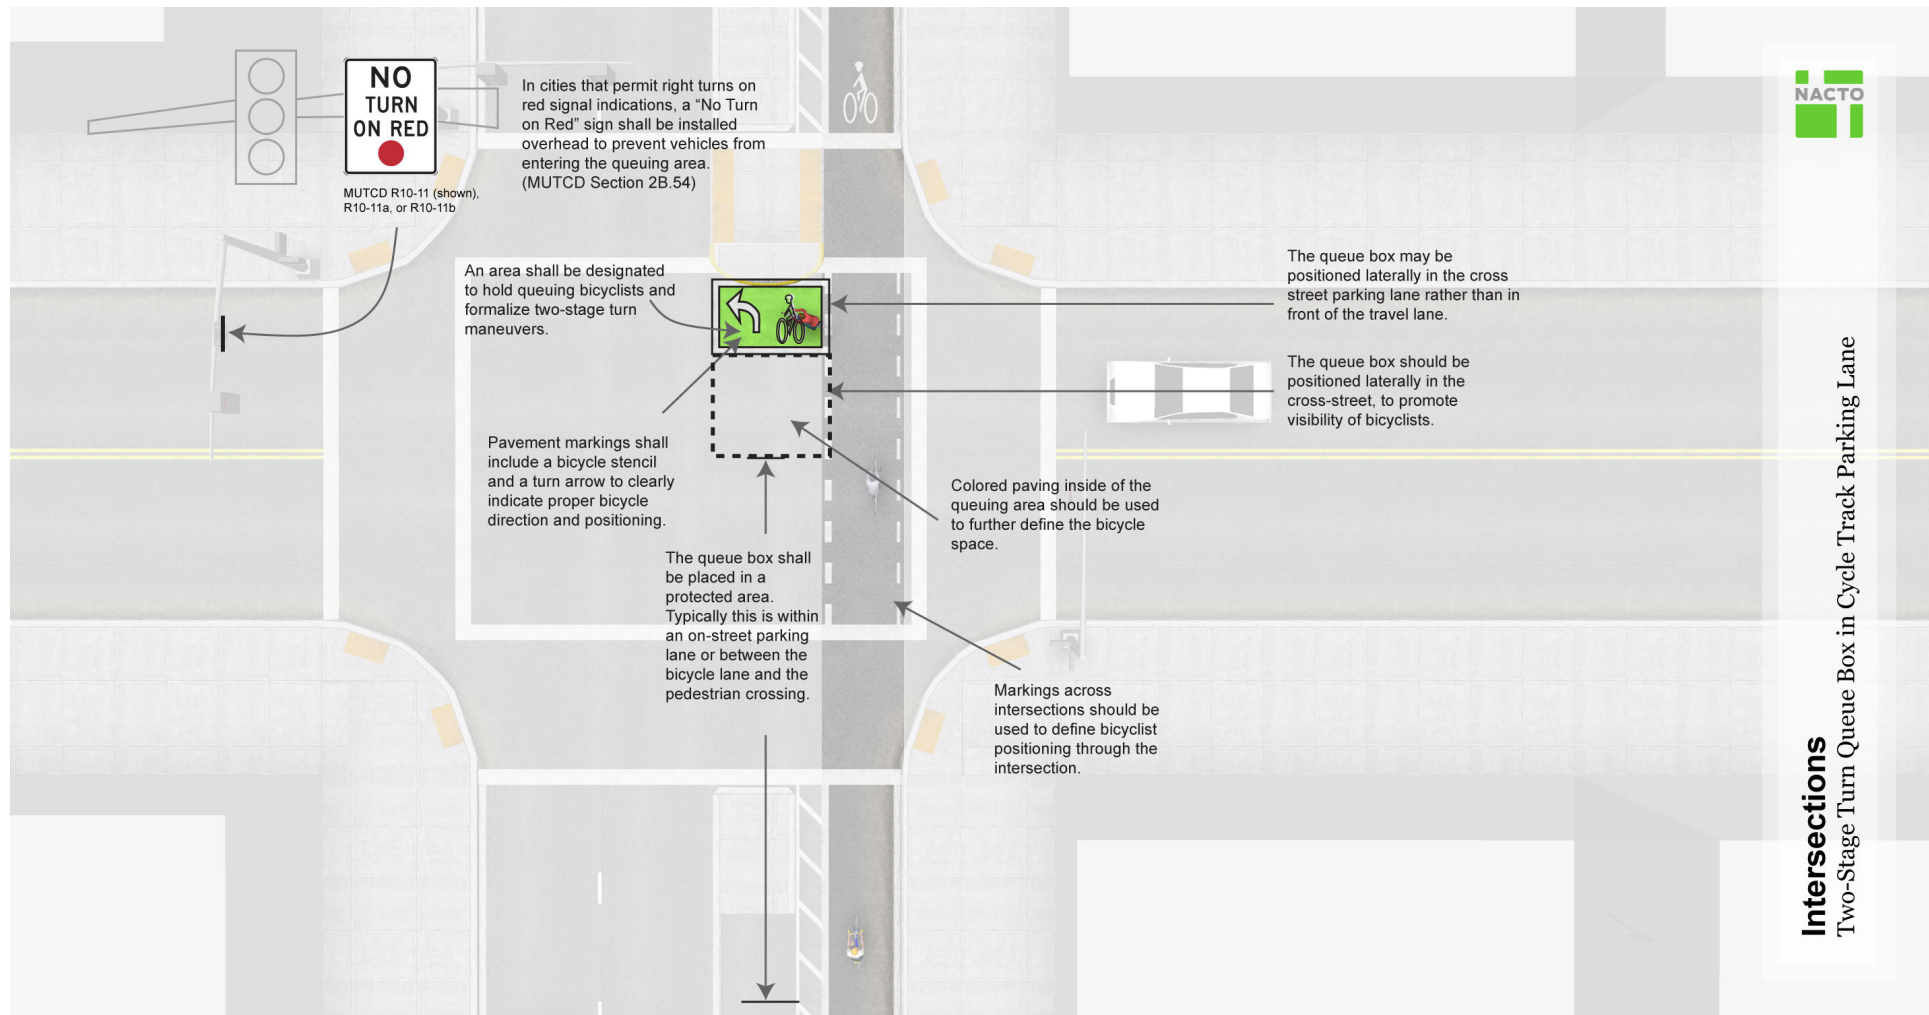 NO
TURN
ON RED
MUTCD R10-11 (shown),
R10-11a, or R10-11b
In cities that permit right turns on
red signal indications, a “No Turn
on Red” sign shall be installed
overhead to prevent vehicles from
entering the queuing area.
(MUTCD Section 2B.54)
NACTO
An area shall be designated
to hold queuing bicyclists and
formalize two-stage turn
maneuvers.
The queue box may be
positioned laterally in the cross
street parking lane rather than in
front of the travel lane.
The queue box should be
positioned laterally in the
cross-street, to promote
visibility of bicyclists.
Pavement markings shall
include a bicycle stencil
and a turn arrow to clearly
indicate proper bicycle
direction and positioning.
Colored paving inside of the
queuing area should be used
to further define the bicycle
space.
The queue box shall
be placed in a
protected area.
Typically this is within
an on-street parking
lane or between the
bicycle lane and the
pedestrian crossing.
Markings across
intersections should be
used to define bicyclist
positioning through the
intersection.
Intersections
Two-Stage Turn Queue Box in Cycle Track Parking Lane